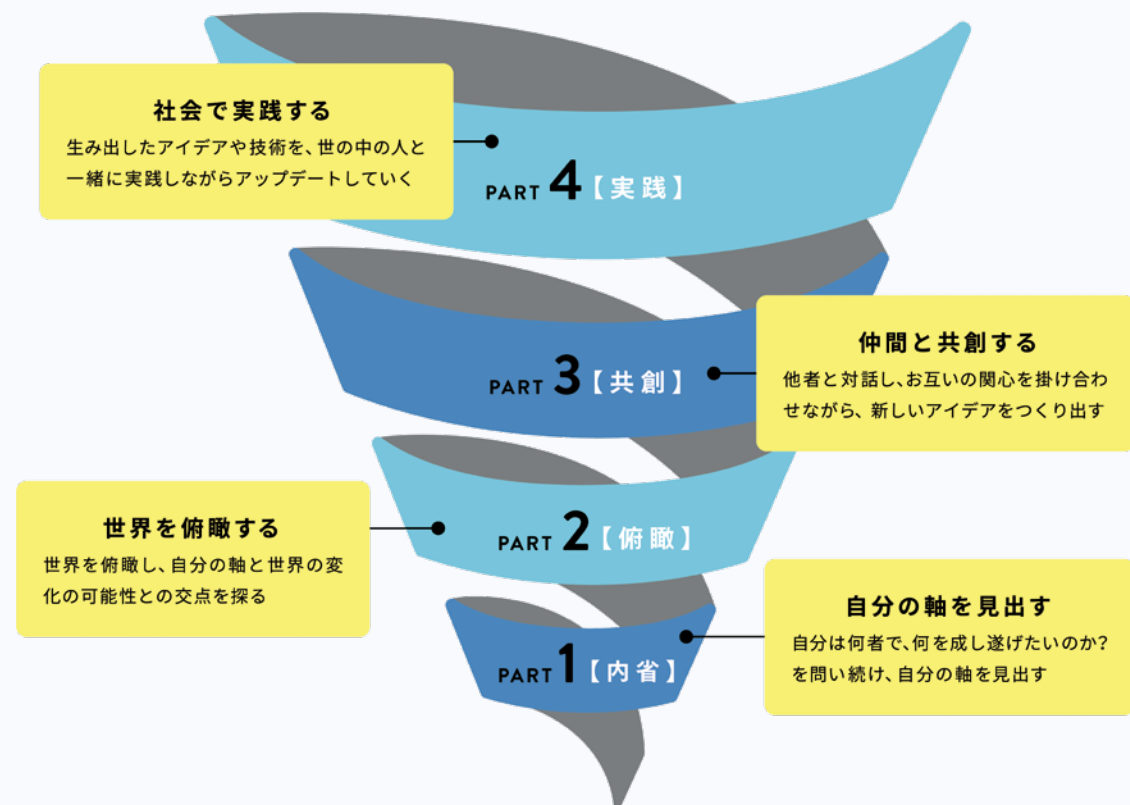 社会で実践する
生み出したアイデアや技術を、世の中の人と
一緒に実践しながらアップデートしていく
PART 4【実践】
仲間と共創する
他者と対話し、お互いの関心を掛け合わ
せながら、新しいアイデアをつくり出す
PART 3【共創】
世界を俯瞰する
世界を俯瞰し、自分の軸と世界の変
化の可能性との交点を探る
PART 2【俯瞰】
自分の軸を見出す
自分は何者で、何を成し遂げたいのか?
を問い続け、自分の軸を見出す
PART 1【内省】